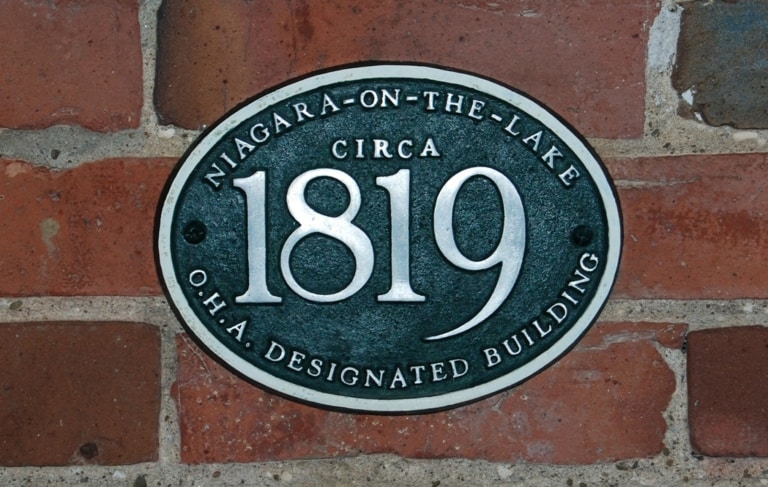 NIAGARA-ON-THE-LAKE
CIRCA
1819
O.H.A. DESIGNATED BUILDING